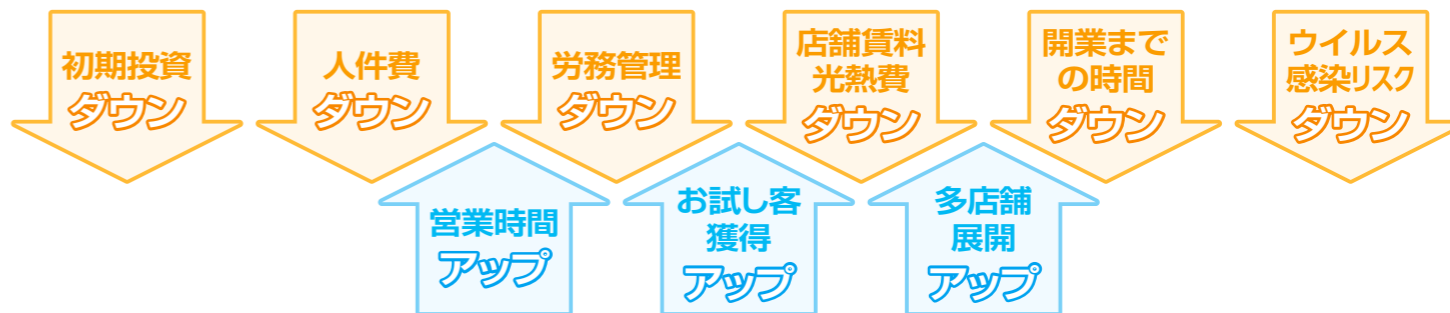 初期投資
ダウン
人件費
ダウン
労務管理
ダウン
店舗賃料
光熱費
ダウン
開業まで
の時間
ダウン
ウイルス
感染リスク
ダウン
営業時間
アップ
お試し客
獲得
アップ
多店舗
展開
アップ